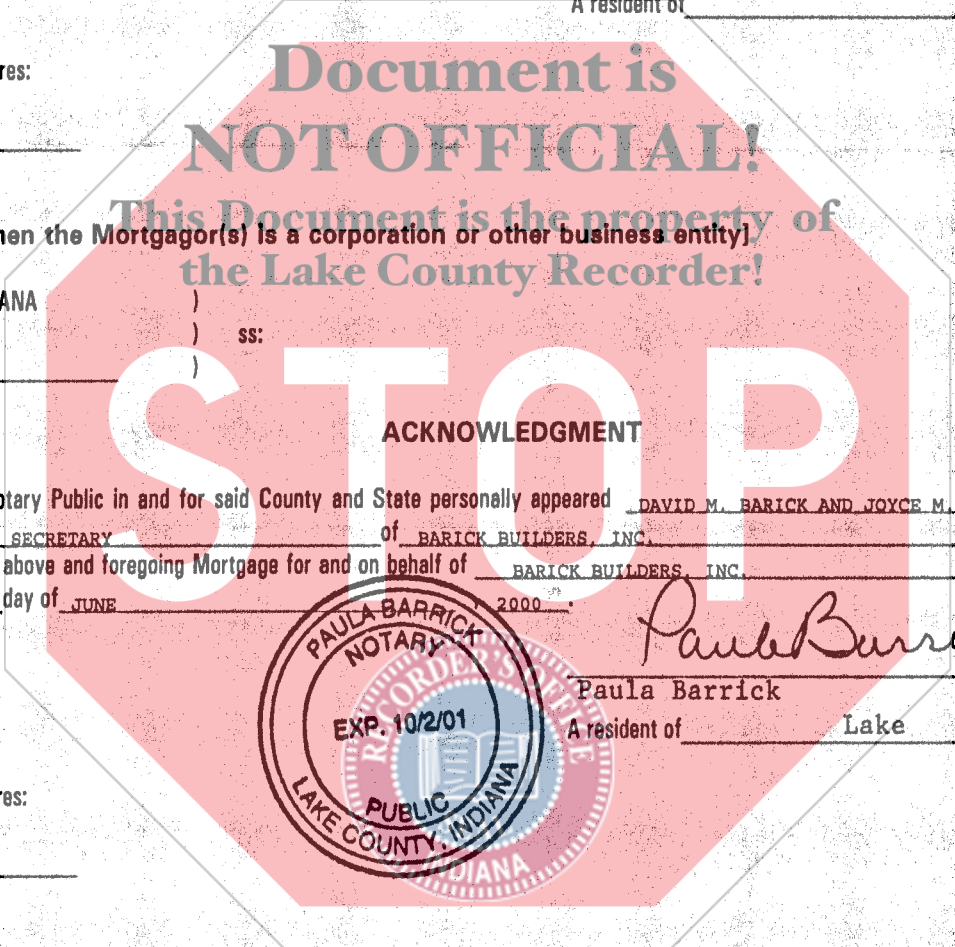 A resident of
res:
Document is
NOT OFFICIAL!
This Document is the property of
the Lake County Recorder!
nen the Mortgagor(s) is a corporation or other business entity]
ANA )
) ss:
)
STOP
ACKNOWLEDGMENT
otary Public in and for said County and State personally appeared DAVID M. BARICK AND JOYCE M.
SECRETARY of BARICK BUILDERS, INC.
above and foregoing Mortgage for and on behalf of BARICK BUILDERS, INC.
day of JUNE , 2000 .
PAULA BARRICK
NOTARY
EXP. 10/2/01
PUBLIC
LAKE COUNTY, INDIANA
RECORDER'S OFFICE
INDIANA
Paula Barrick
A resident of Lake
res: